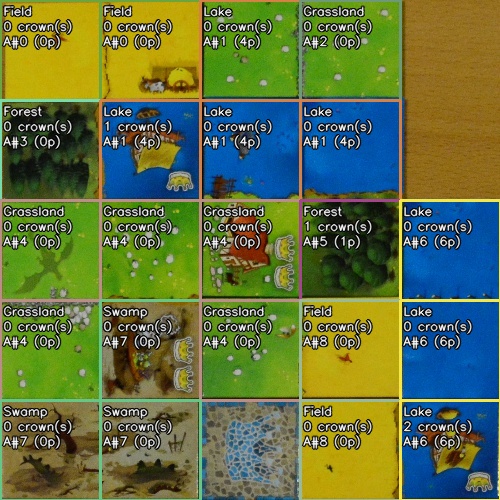 Field
0 crown(s)
A#0 (0p)
Field
0 crown(s)
A#0 (0p)
Lake
0 crown(s)
A#1 (4p)
Grassland
0 crown(s)
A#2 (0p)
Forest
0 crown(s)
A#3 (0p)
Lake
1 crown(s)
A#1 (4p)
Lake
0 crown(s)
A#1 (4p)
Lake
0 crown(s)
A#1 (4p)
Grassland
0 crown(s)
A#4 (0p)
Grassland
0 crown(s)
A#4 (0p)
Grassland
0 crown(s)
A#4 (0p)
Forest
1 crown(s)
A#5 (1p)
Lake
0 crown(s)
A#6 (6p)
Grassland
0 crown(s)
A#4 (0p)
Swamp
0 crown(s)
A#7 (0p)
Grassland
0 crown(s)
A#4 (0p)
Field
0 crown(s)
A#8 (0p)
Lake
0 crown(s)
A#6 (6p)
Swamp
0 crown(s)
A#7 (0p)
Swamp
0 crown(s)
A#7 (0p)
Field
0 crown(s)
A#8 (0p)
Lake
2 crown(s)
A#6 (6p)